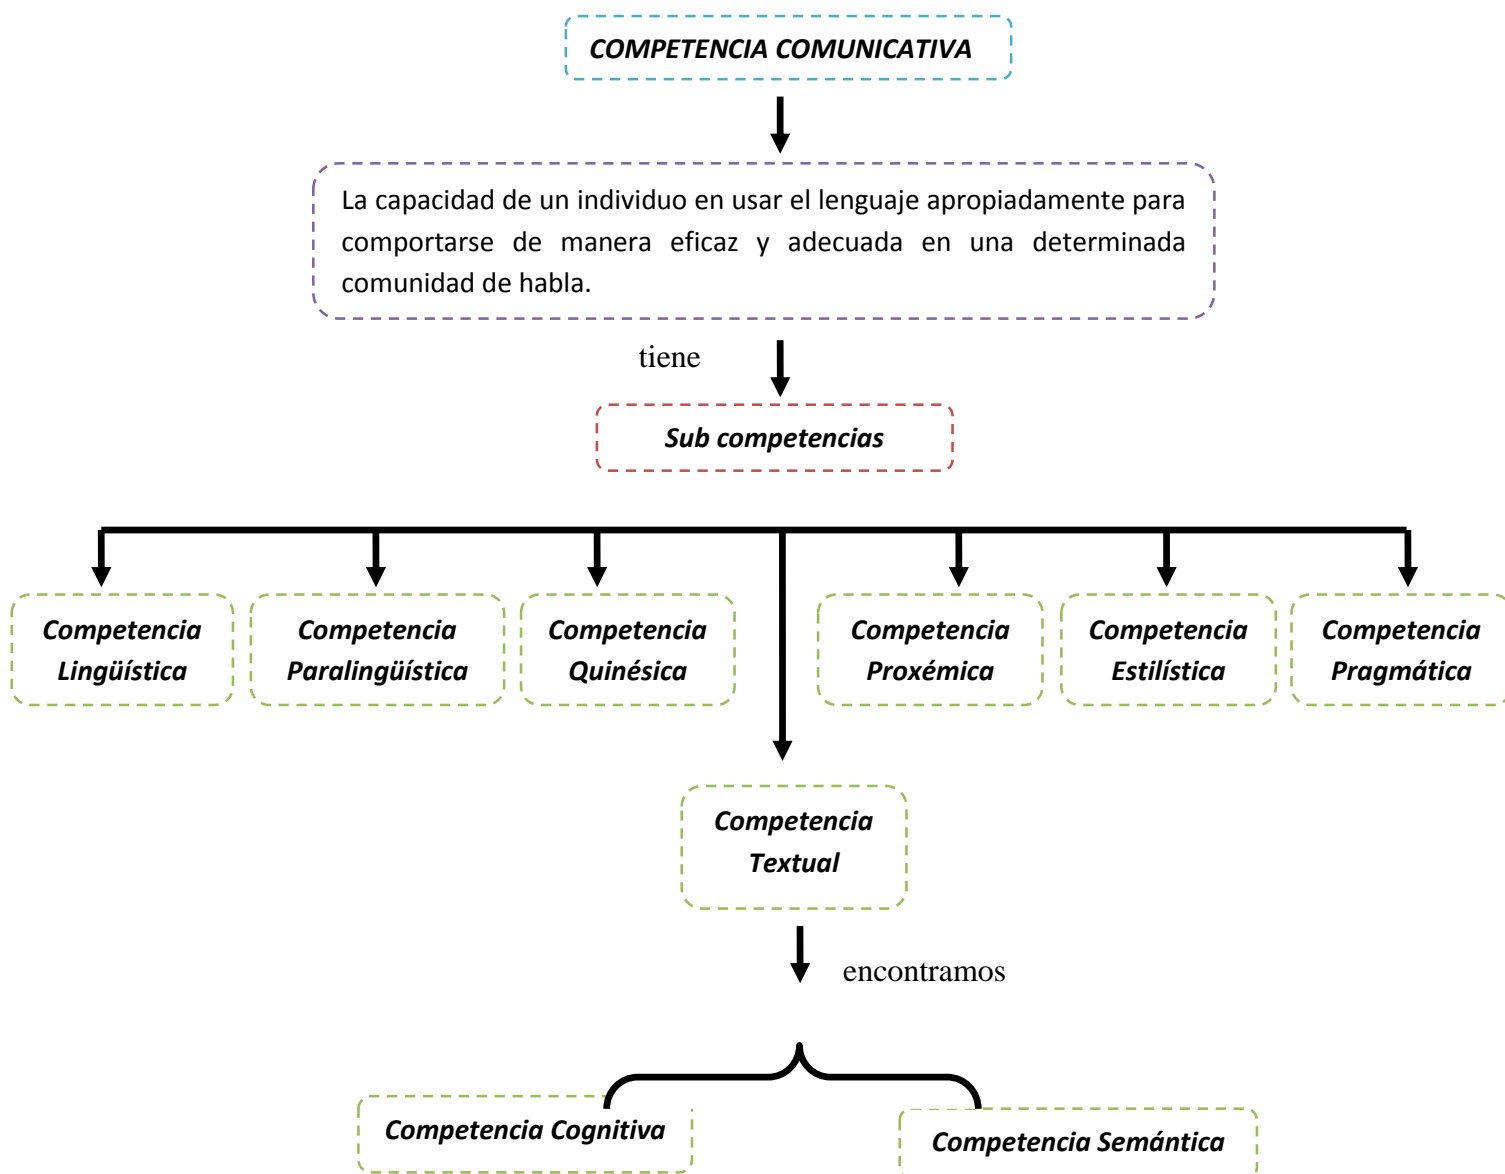 COMPETENCIA COMUNICATIVA
La capacidad de un individuo en usar el lenguaje apropiadamente para
comportarse de manera eficaz y adecuada en una determinada
comunidad de habla.
tiene
Sub competencias
Competencia
Lingüística
Competencia
Paralingüística
Competencia
Quinésica
Competencia
Proxémica
Competencia
Estilística
Competencia
Pragmática
Competencia
Textual
encontramos
Competencia Cognitiva
Competencia Semántica